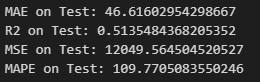 MAE on Test: 46.61602954298667
R2 on Test: 0.5135484368205352
MSE on Test: 12049.564504520527
MAPE on Test: 109.7705083550246